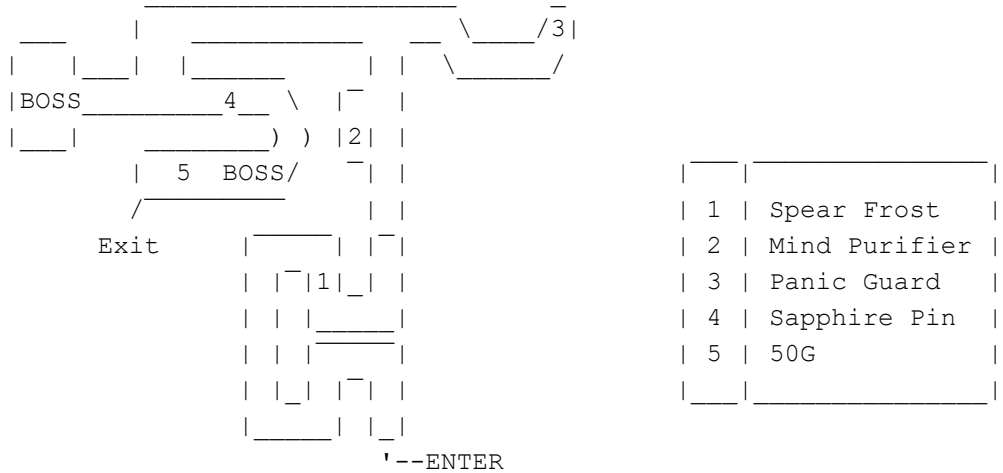 3
BOSS 4
2
5 BOSS
1 Spear Frost
Exit
2 Mind Purifier
1
3 Panic Guard
4 Sapphire Pin
5 50G
'--ENTER